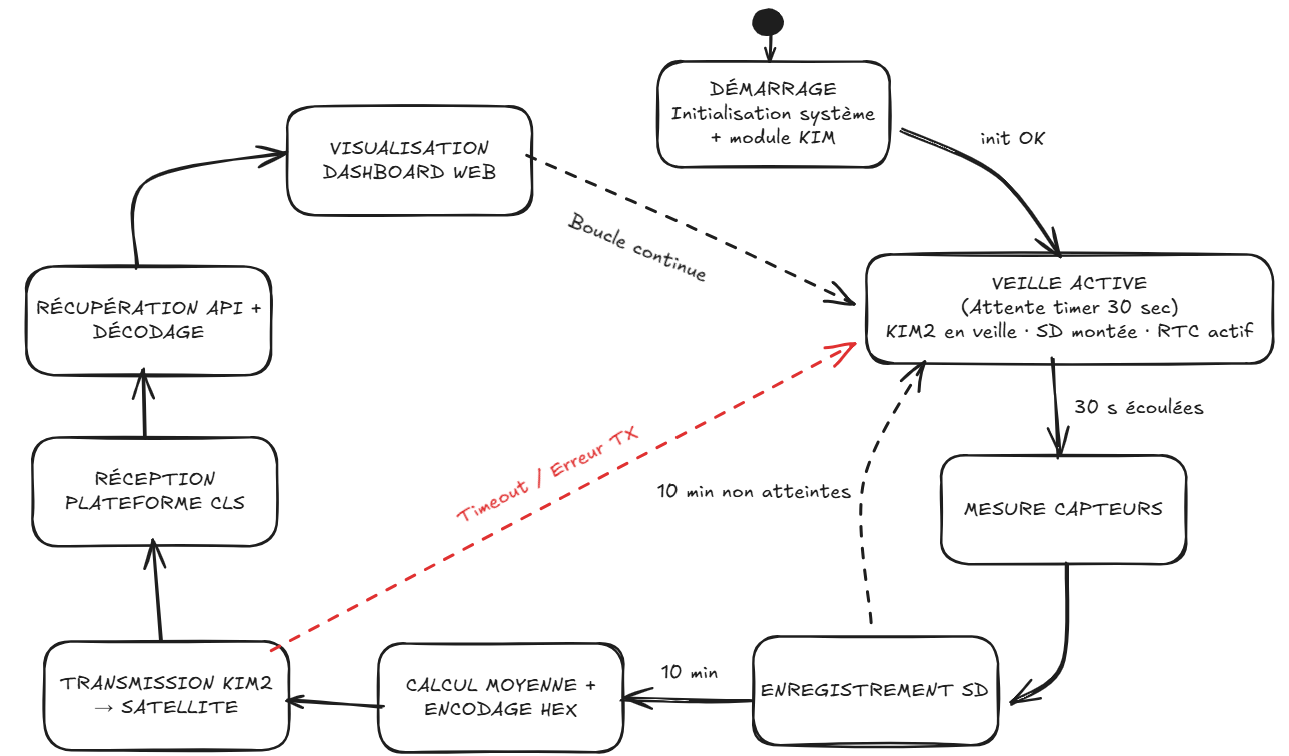 DÉMARRAGE
Initialisation système
+ module KIM
init OK
VISUALISATION
DASHBOARD WEB
Boucle continue
VEILLE ACTIVE
(Attente timer 30 sec)
KIM2 en veille · SD montée · RTC actif
RÉCUPÉRATION API +
DÉCODAGE
30 s écoulées
Timeout / Erreur TX
10 min non atteintes
RÉCEPTION
PLATEFORME CLS
MESURE CAPTEURS
TRANSMISSION KIM2
→ SATELLITE
CALCUL MOYENNE +
ENCODAGE HEX
10 min
ENREGISTREMENT SD